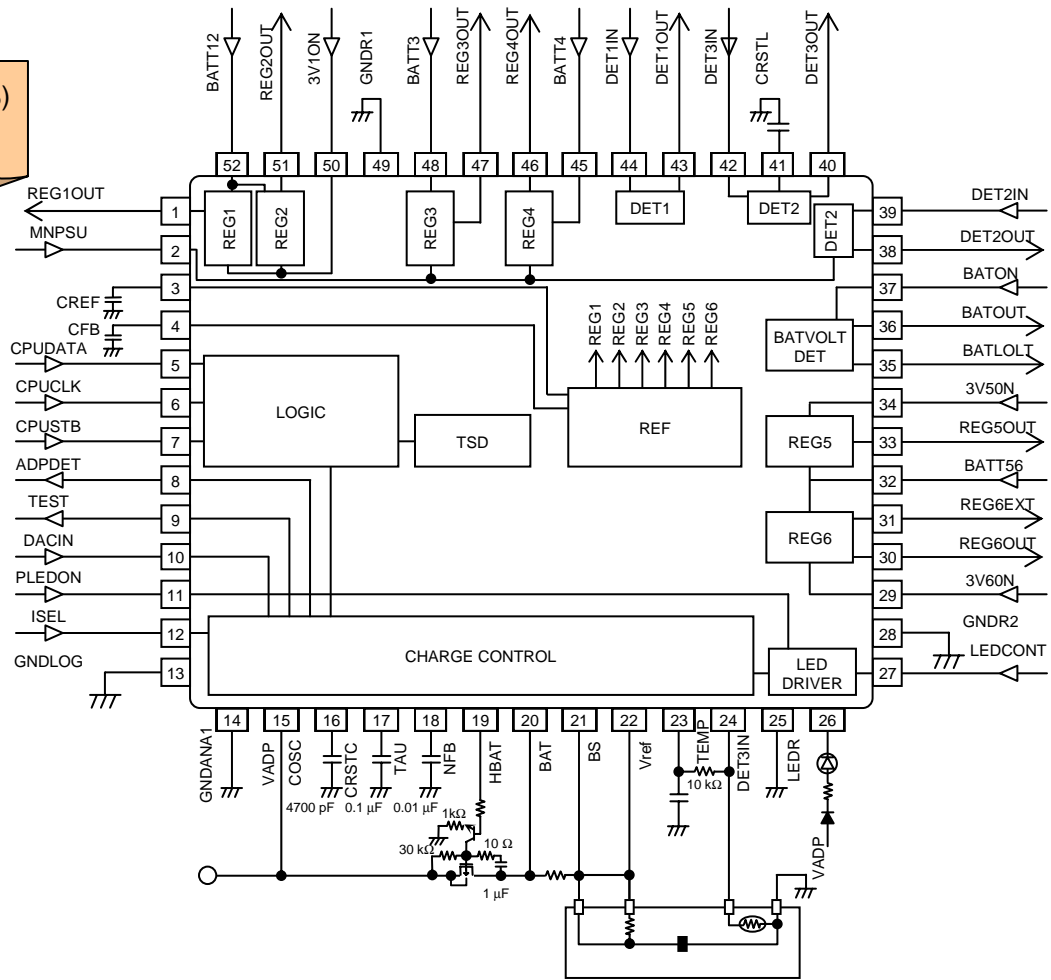 )
BATT12
REG2OUT
3V1ON
GNDR1
BATT3
REG3OUT
REG4OUT
BATT4
DET1IN
DET1OUT
DET3IN
CRSTL
DET3OUT
52 51 50 49 48 47 46 45 44 43 42 41 40
REG1OUT
1
MNPSU
2
CREF
3
CFB
4
CPUDATA
5
CPUCLK
6
CPUSTB
7
ADPDET
8
TEST
9
DACIN
10
PLEDON
11
ISEL
12
GNDLOG
13
REG1
REG2
REG3
REG4
DET1
DET2
DET2
REG1
REG2
REG3
REG4
REG5
REG6
BATVOLT
DET
LOGIC
TSD
REF
REG5
REG6
CHARGE CONTROL
LED
DRIVER
DET2IN
39
DET2OUT
38
BATON
37
BATOUT
36
BATLOLT
35
3V50N
34
REG5OUT
33
BATT56
32
REG6EXT
31
REG6OUT
30
3V60N
29
GNDR2
28
LEDCONT
27
14 15 16 17 18 19 20 21 22 23 24 25 26
GNDANA1
VADP
COSC
CRSTC
TAU
NFB
HBAT
BAT
BS
Vref
TEMP
DET3IN
LEDR
4700 pF 0.1 µF 0.01 µF
10 kΩ
1kΩ
30 kΩ
10 Ω
1 µF
VADP